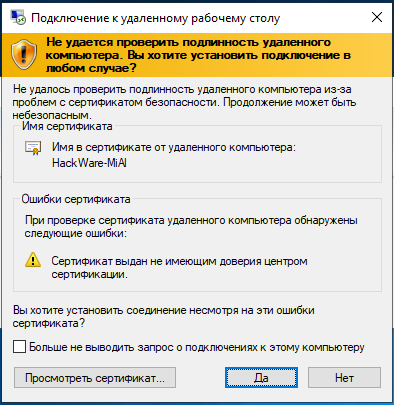 Подключение к удаленному рабочему столу
Не удается проверить подлинность удаленного
компьютера. Вы хотите установить подключение в
любом случае?
Не удалось проверить подлинность удаленного компьютера из-за
проблем с сертификатом безопасности. Продолжение может быть
небезопасным.
Имя сертификата
Имя в сертификате от удаленного компьютера:
HackWare-MiAl
Ошибки сертификата
При проверке сертификата удаленного компьютера обнаружены
следующие ошибки:
Сертификат выдан не имеющим доверия центром
сертификации.
Вы хотите установить соединение несмотря на эти ошибки
сертификата?
Больше не выводить запрос о подключениях к этому компьютеру
Просмотреть сертификат...
Да
Нет